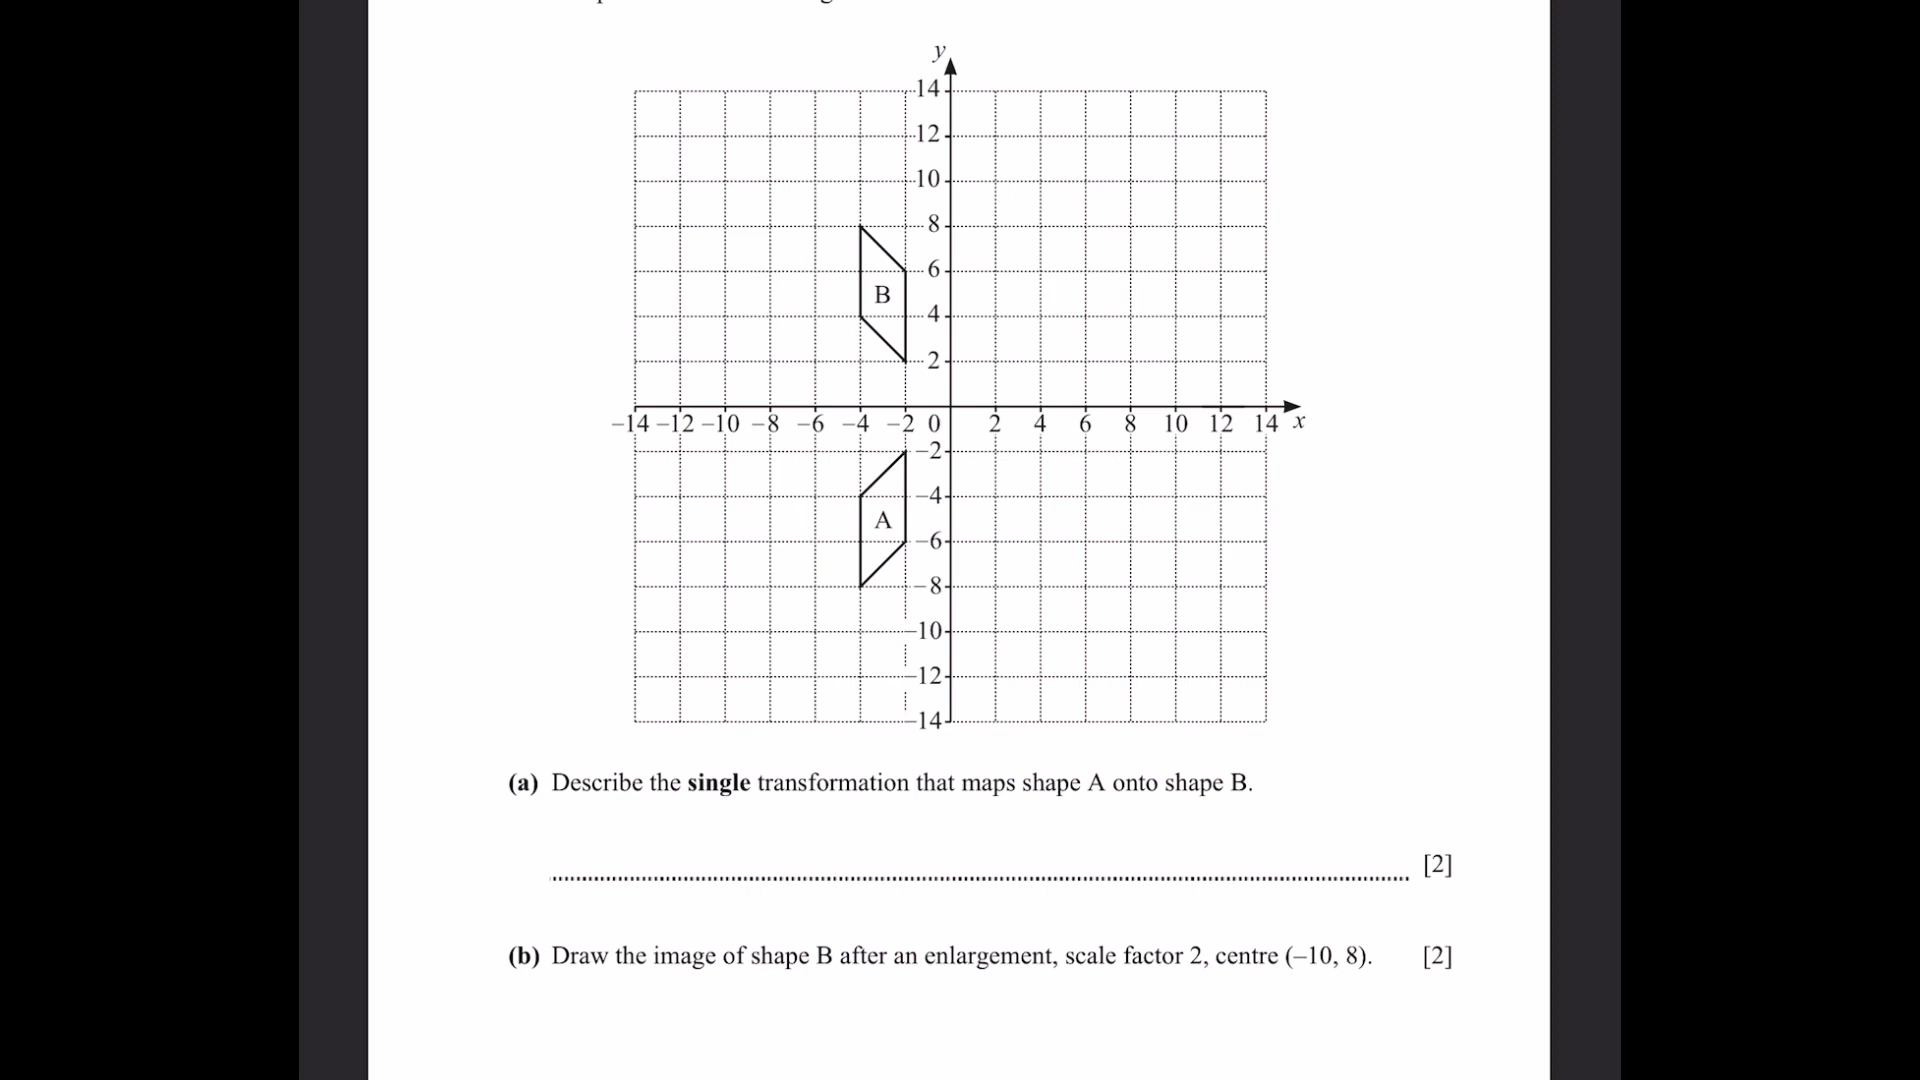 y
14
12
10
8
6
B
4
2
–14 –12 –10 –8 –6 –4 –2 0 2 4 6 8 10 12 14 x
–2
–4
A
–6
–8
–10
–12
–14
(a) Describe the single transformation that maps shape A onto shape B.
[2]
(b) Draw the image of shape B after an enlargement, scale factor 2, centre (–10, 8). [2]